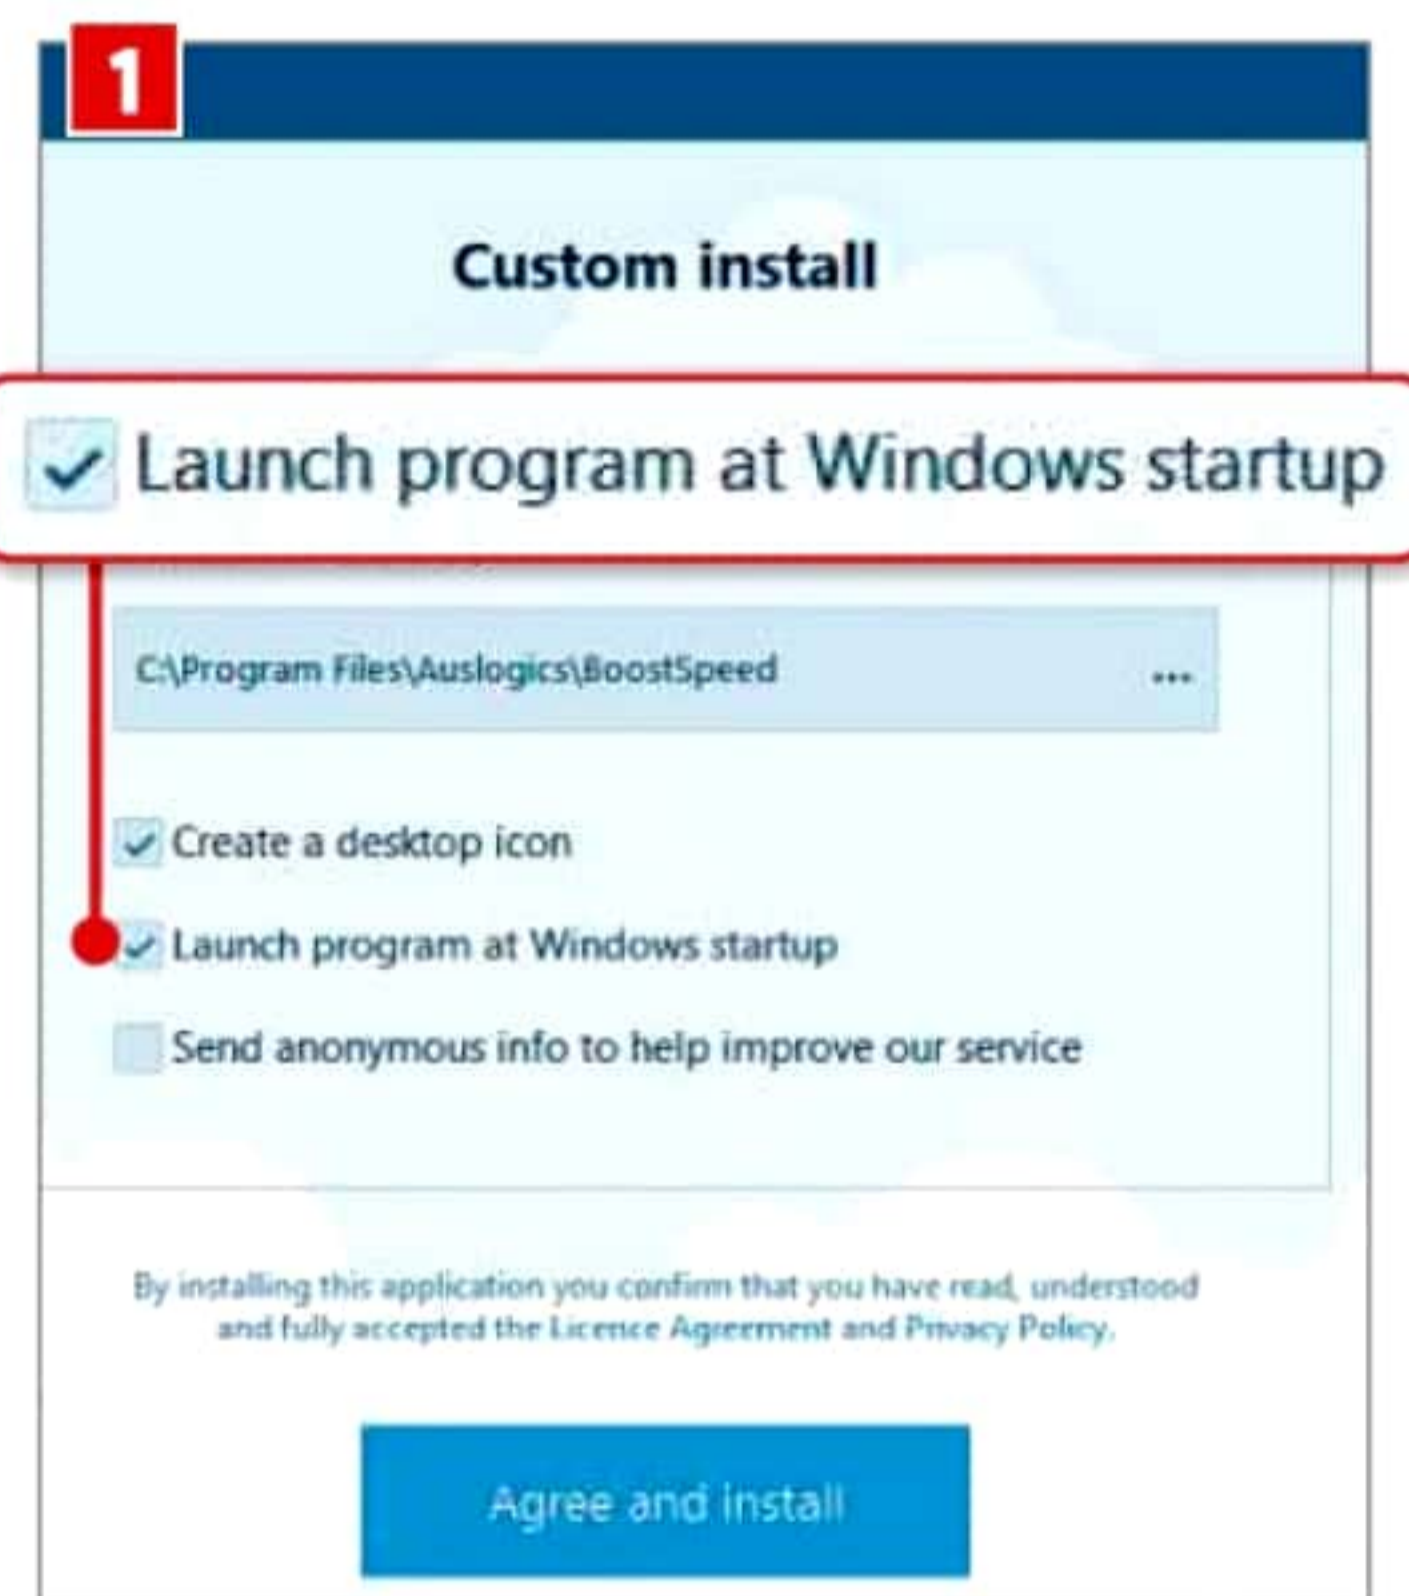 1
Custom install
Launch program at Windows startup
C:\Program Files\Auslogics\BoostSpeed ...
Create a desktop icon
Launch program at Windows startup
Send anonymous info to help improve our service
By installing this application you confirm that you have read, understood
and fully accepted the Licence Agreement and Privacy Policy.
Agree and install